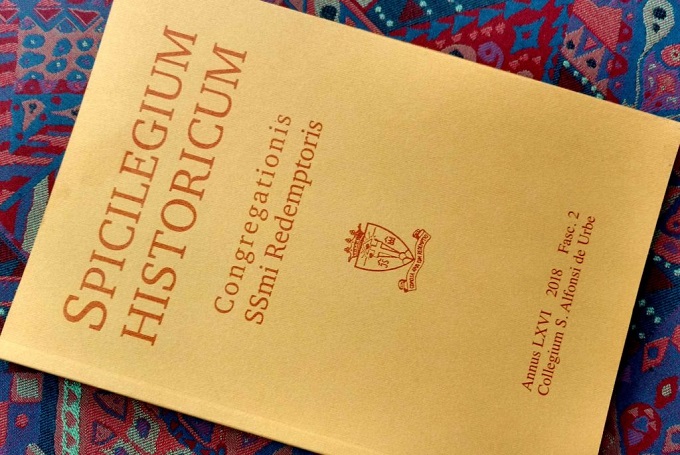 SPICILEGIUM
HISTORICUM
Congregationis
SSmi Redemptoris
Annus LXVI 2018 Fasc. 2
Collegium S. Alfonsi de Urbe